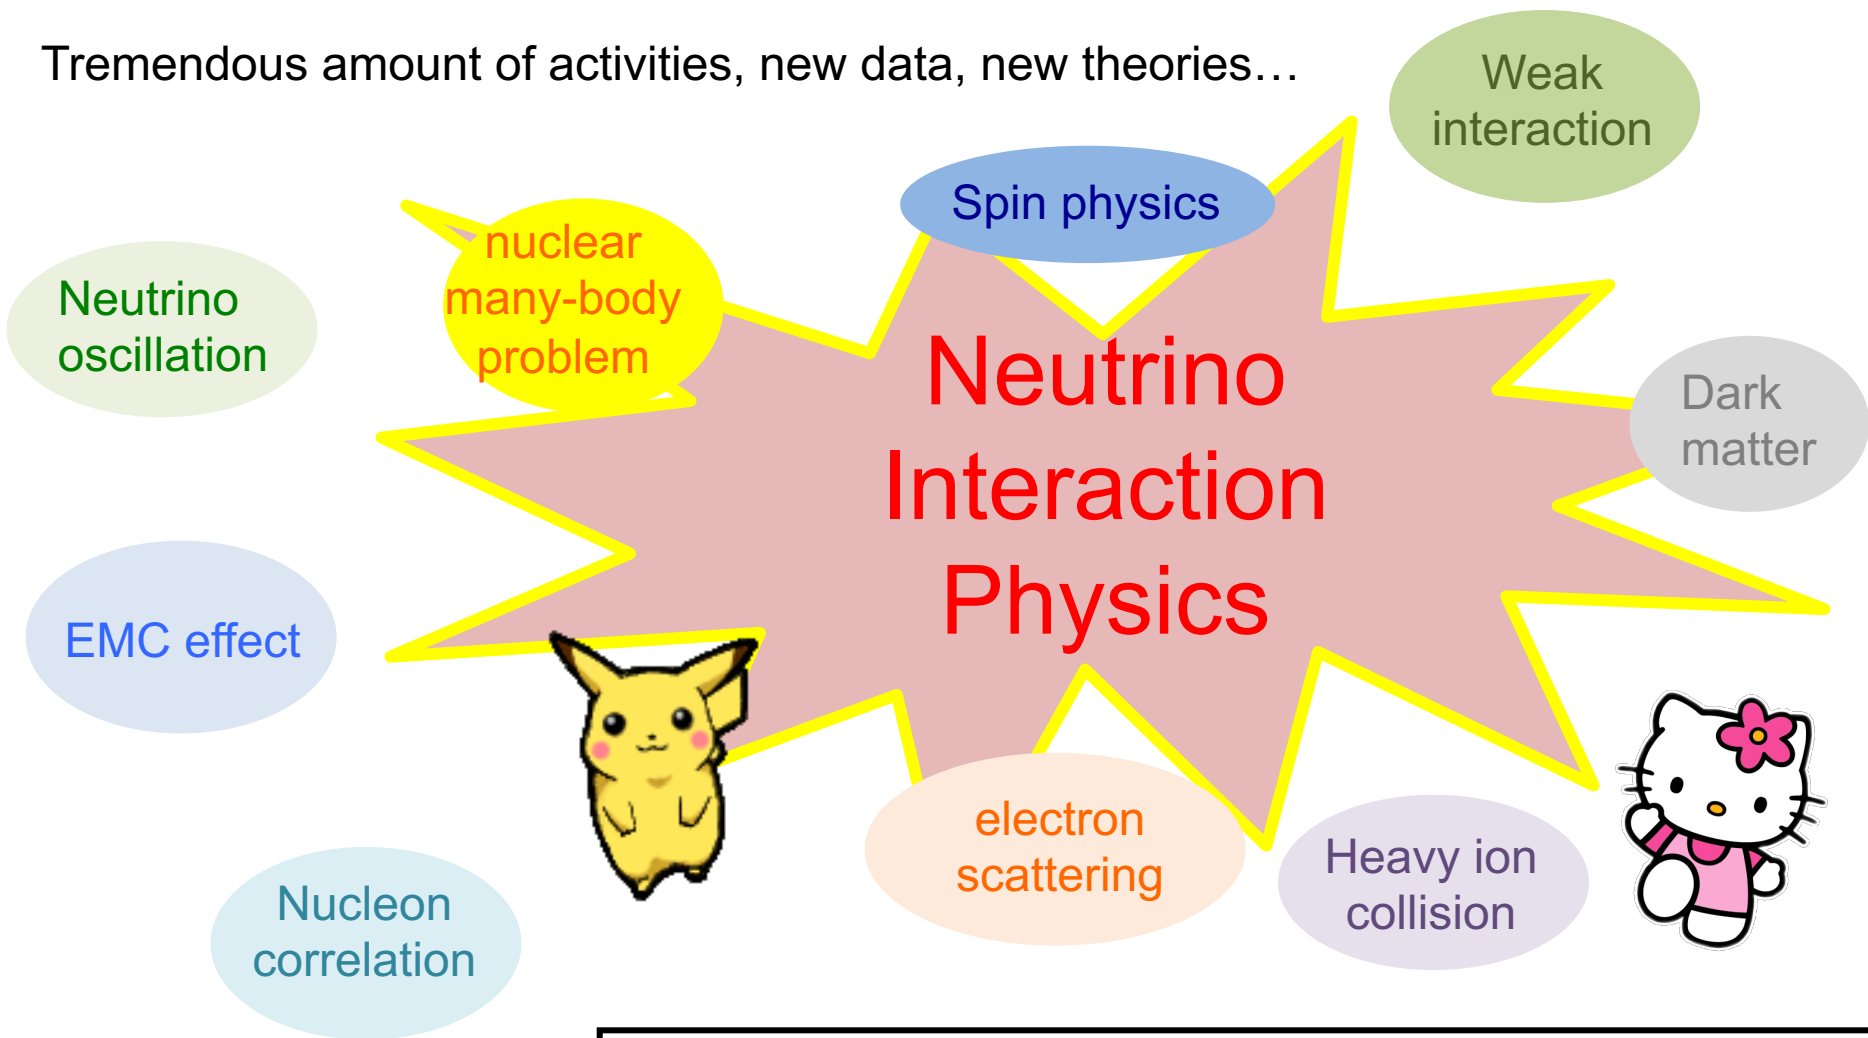 Tremendous amount of activities, new data, new theories…
Weak
interaction
Spin physics
nuclear
many-body
problem
Neutrino
oscillation
Neutrino
Interaction
Physics
Dark
matter
EMC effect
electron
scattering
Heavy ion
collision
Nucleon
correlation